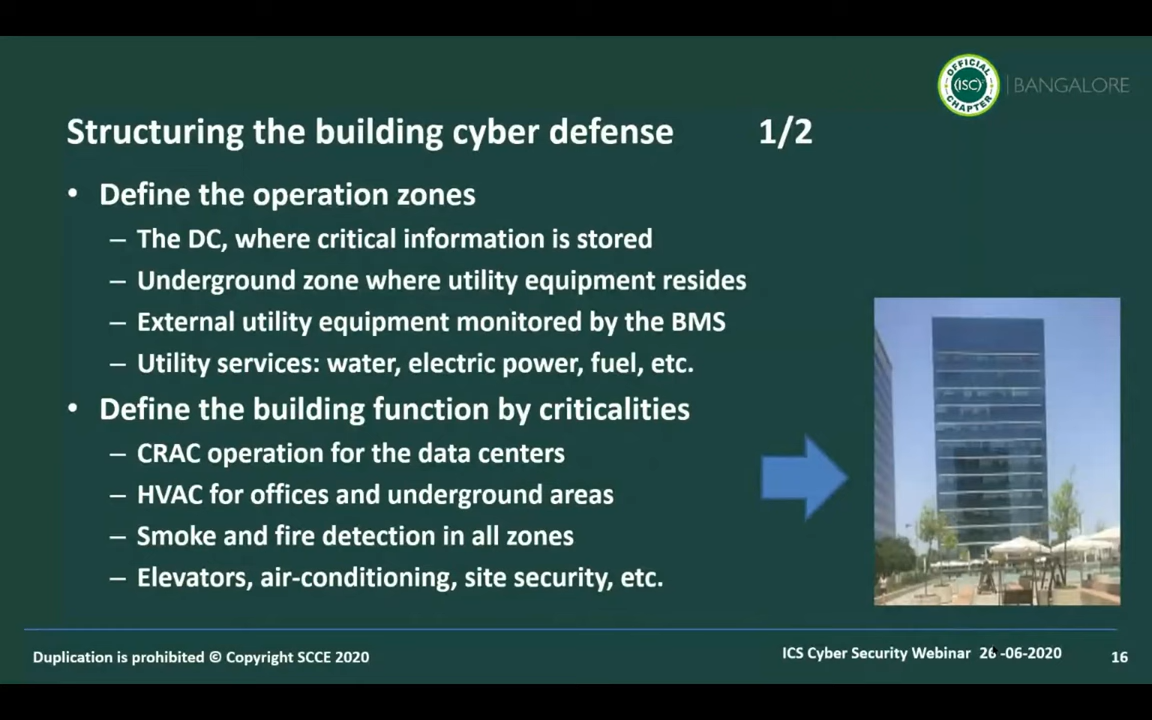 OFFICIAL
(ISC)²
CHAPTER
BANGALORE
Structuring the building cyber defense 1/2
• Define the operation zones
– The DC, where critical information is stored
– Underground zone where utility equipment resides
– External utility equipment monitored by the BMS
– Utility services: water, electric power, fuel, etc.
• Define the building function by criticalities
– CRAC operation for the data centers
– HVAC for offices and underground areas
– Smoke and fire detection in all zones
– Elevators, air-conditioning, site security, etc.
Duplication is prohibited © Copyright SCCE 2020
ICS Cyber Security Webinar 26 -06-2020
16